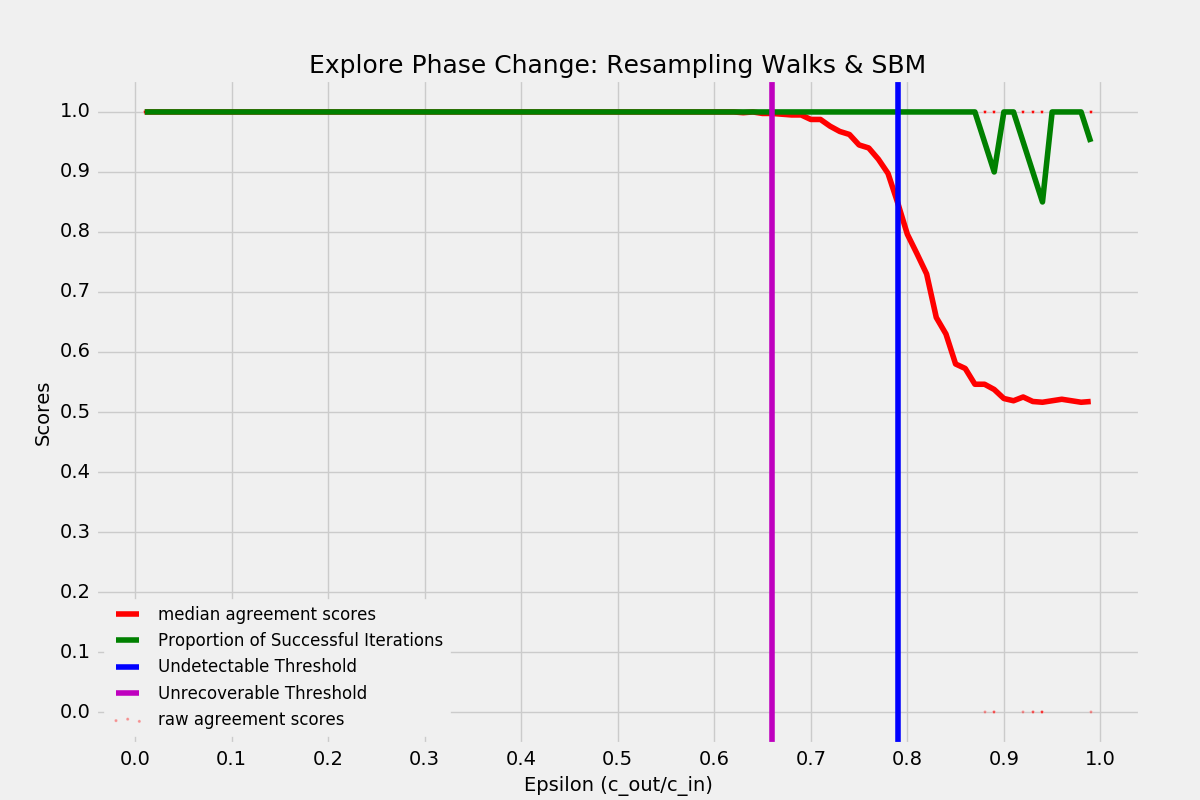 Explore Phase Change: Resampling Walks & SBM
1.0
0.9
0.8
0.7
0.6
0.5
0.4
0.3
0.2
0.1
0.0
Scores
median agreement scores
Proportion of Successful Iterations
Undetectable Threshold
Unrecoverable Threshold
raw agreement scores
0.0 0.1 0.2 0.3 0.4 0.5 0.6 0.7 0.8 0.9 1.0
Epsilon (c_out/c_in)